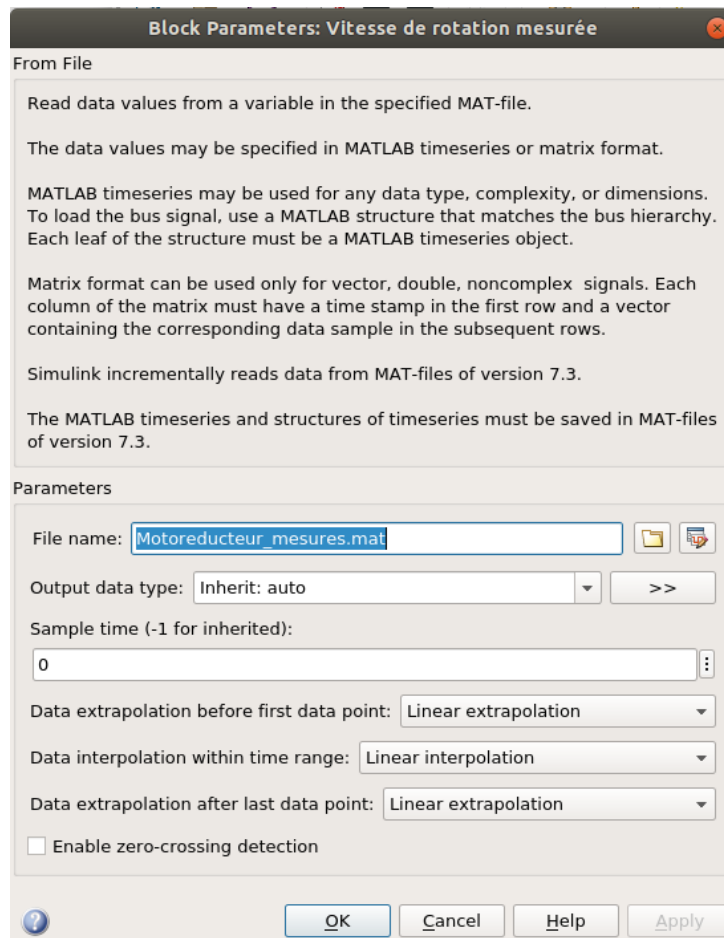 Block Parameters: Vitesse de rotation mesurée
From File
Read data values from a variable in the specified MAT-file.
The data values may be specified in MATLAB timeseries or matrix format.
MATLAB timeseries may be used for any data type, complexity, or dimensions.
To load the bus signal, use a MATLAB structure that matches the bus hierarchy.
Each leaf of the structure must be a MATLAB timeseries object.
Matrix format can be used only for vector, double, noncomplex  signals. Each
column of the matrix must have a time stamp in the first row and a vector
containing the corresponding data sample in the subsequent rows.
Simulink incrementally reads data from MAT-files of version 7.3.
The MATLAB timeseries and structures of timeseries must be saved in MAT-files
of version 7.3.
Parameters
File name: Motoreducteur_mesures.mat
Output data type: Inherit: auto >>
Sample time (-1 for inherited):
0
Data extrapolation before first data point: Linear extrapolation
Data interpolation within time range: Linear interpolation
Data extrapolation after last data point: Linear extrapolation
Enable zero-crossing detection
OK Cancel Help Apply